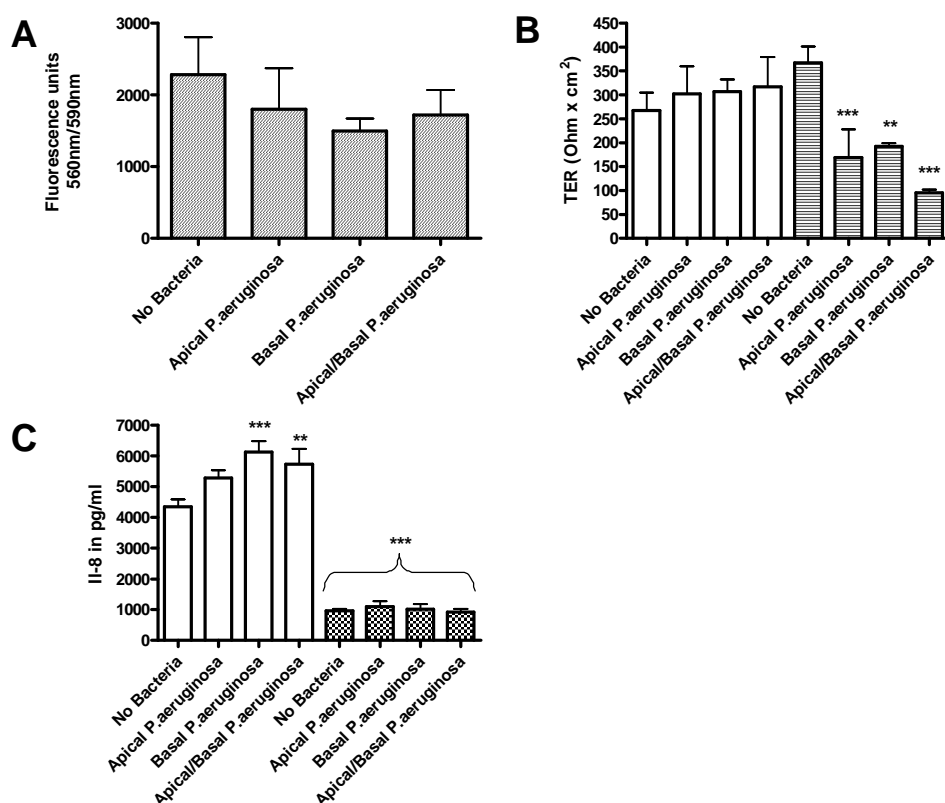 A
Fluorescence units
560nm/590nm
3000
2000
1000
0
No Bacteria
Apical P.aeruginosa
Basal P.aeruginosa
Apical/Basal P.aeruginosa
B
TER (Ohm x cm2)
450
400
350
300
250
200
150
100
50
0
***
**
***
No Bacteria
Apical P.aeruginosa
Basal P.aeruginosa
Apical/Basal P.aeruginosa
No Bacteria
Apical P.aeruginosa
Basal P.aeruginosa
Apical/Basal P.aeruginosa
C
Il-8 in pg/ml
7000
6000
5000
4000
3000
2000
1000
0
***
**
***
No Bacteria
Apical P.aeruginosa
Basal P.aeruginosa
Apical/Basal P.aeruginosa
No Bacteria
Apical P.aeruginosa
Basal P.aeruginosa
Apical/Basal P.aeruginosa